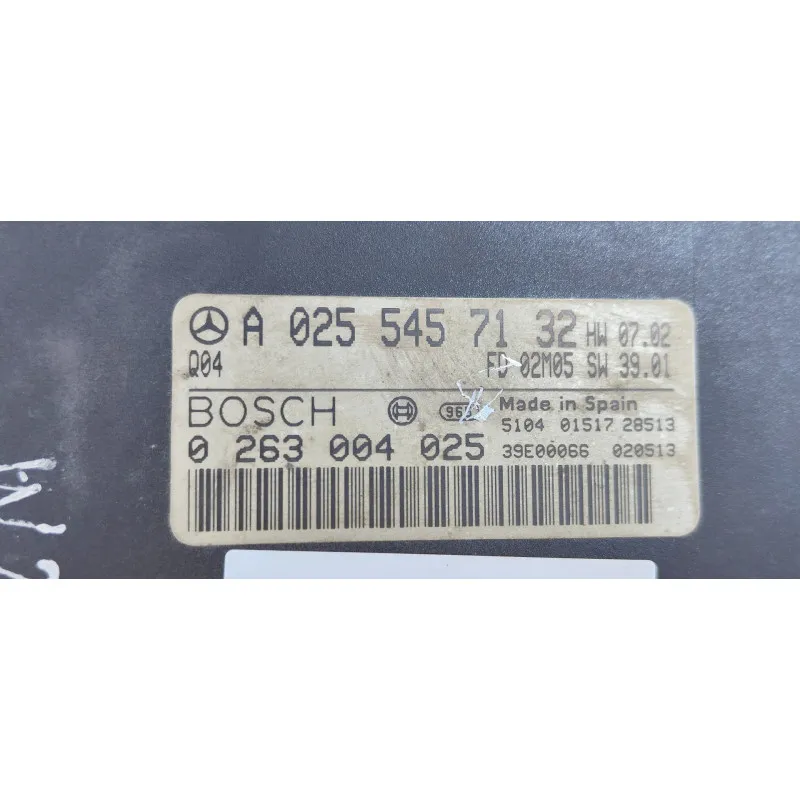 A 025 545 71 32 HW 07.02
Q04 FD 02M05 SW 39.01
BOSCH Made in Spain
5104 01517 28513
0 263 004 025 39E00066 020513